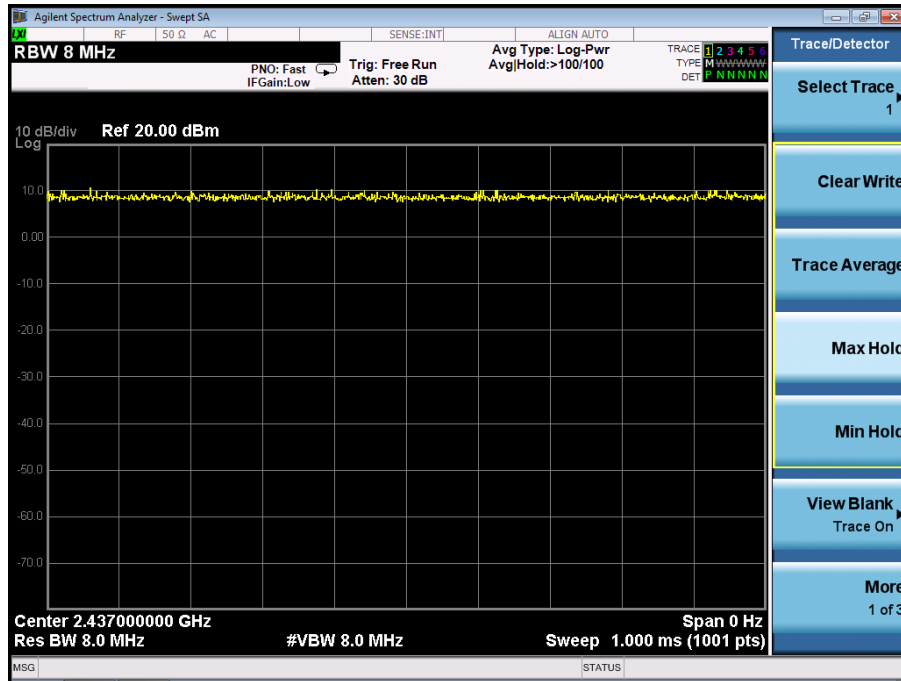 Agilent Spectrum Analyzer - Swept SA
LXI RF 50 Ω AC SENSE:INT ALIGN AUTO
RBW 8 MHz
PNO: Fast
IFGain:Low
Trig: Free Run
Atten: 30 dB
Avg Type: Log-Pwr
Avg|Hold:>100/100
TRACE 1 2 3 4 5 6
TYPE M WWWWW
DET P N N N N N
10 dB/div Ref 20.00 dBm
Log
10.0
0.00
-10.0
-20.0
-30.0
-40.0
-50.0
-60.0
-70.0
Center 2.437000000 GHz Span 0 Hz
Res BW 8.0 MHz #VBW 8.0 MHz Sweep 1.000 ms (1001 pts)
MSG STATUS
Trace/Detector
Select Trace
1
Clear Write
Trace Average
Max Hold
Min Hold
View Blank
Trace On
More
1 of 3